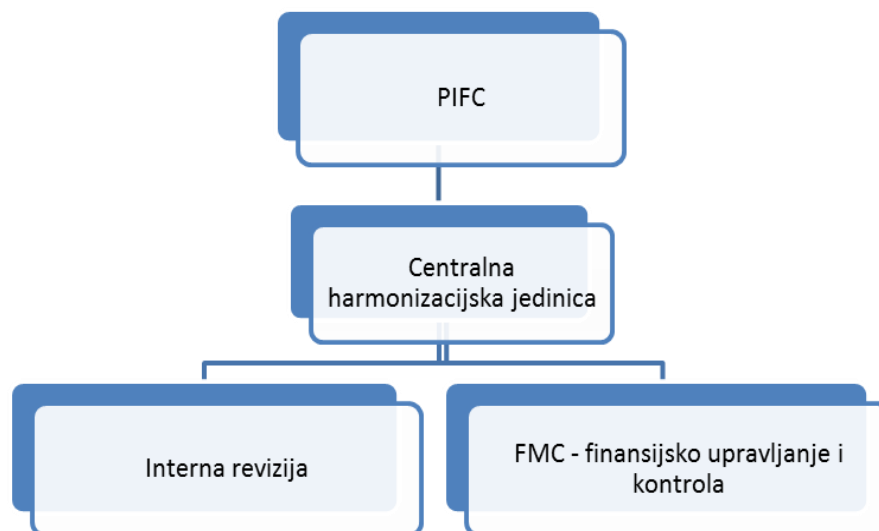 PIFC
Centralna
harmonizacijska jedinica
Interna revizija
FMC - finansijsko upravljanje i
kontrola